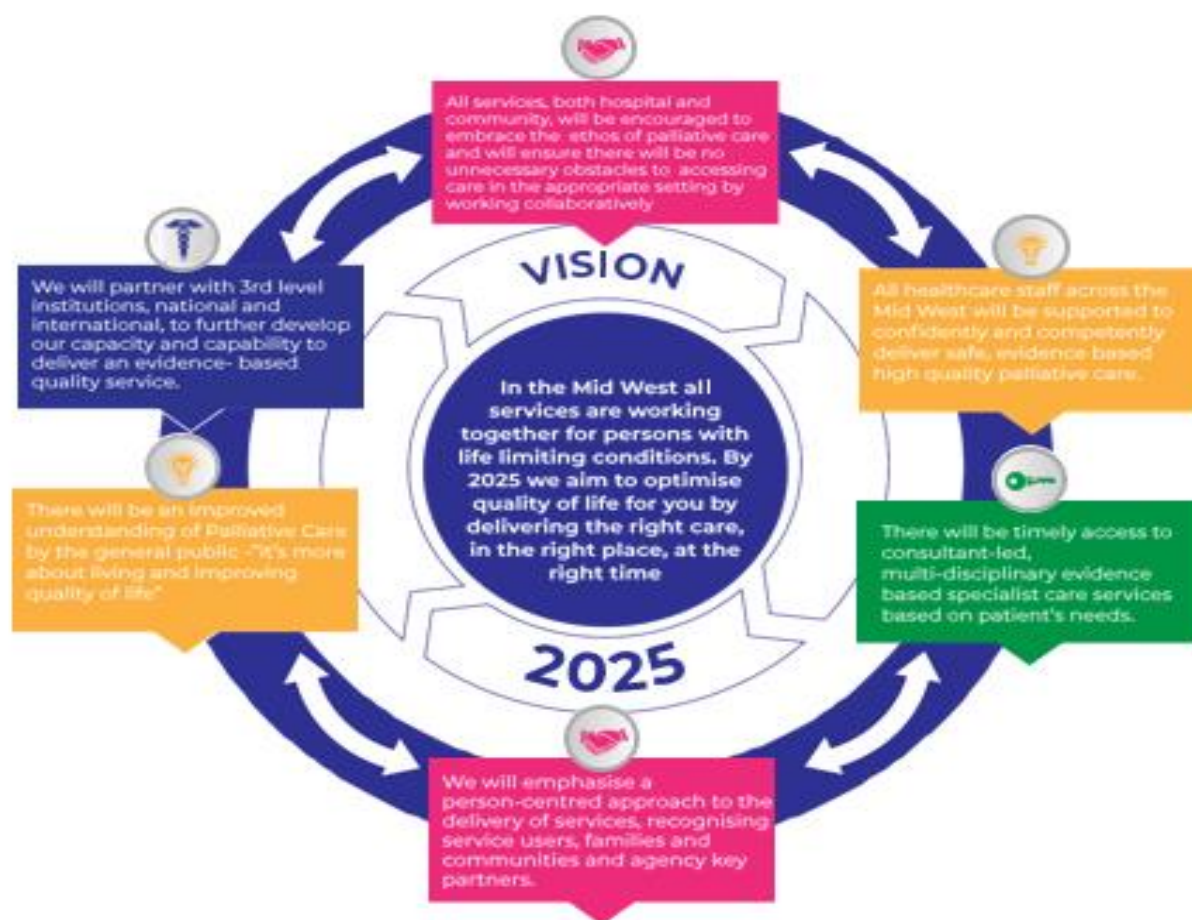 All services, both hospital and
community, will be encouraged to
embrace the ethos of palliative care
and will ensure there will be no
unnecessary obstacles to accessing
care in the appropriate setting by
working collaboratively
We will partner with 3rd level
institutions, national and
international, to further develop
our capacity and capability to
deliver an evidence- based
quality service.
VISION
All healthcare staff across the
Mid West will be supported to
confidently and competently
deliver safe, evidence based
high quality palliative care.
In the Mid West all
services are working
together for persons with
life limiting conditions. By
2025 we aim to optimise
quality of life for you by
delivering the right care,
in the right place, at the
right time
There will be an improved
understanding of Palliative Care
by the general public -"it's more
about living and improving
quality of life"
There will be timely access to
consultant-led,
multi-disciplinary evidence
based specialist care services
based on patient's needs.
2025
We will emphasise a
person-centred approach to the
delivery of services, recognising
service users, families and
communities and agency key
partners.